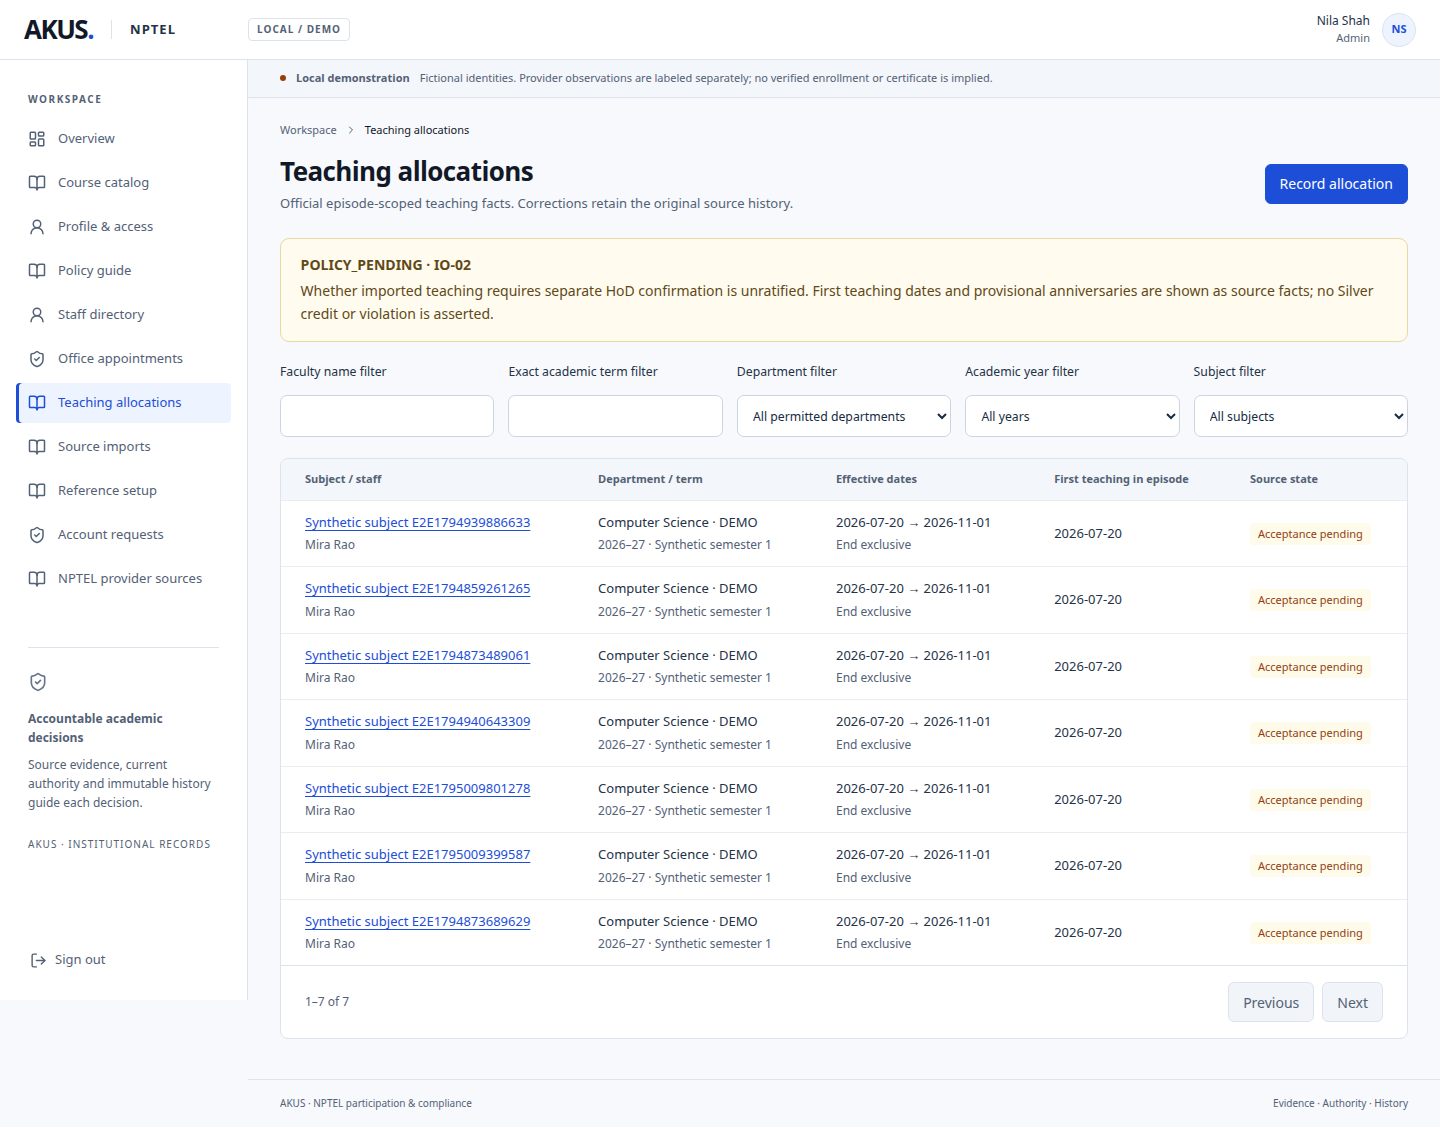 AKUS.
NPTEL
LOCAL / DEMO
Nila Shah
Admin
NS
WORKSPACE
Overview
Course catalog
Profile & access
Policy guide
Staff directory
Office appointments
Teaching allocations
Source imports
Reference setup
Account requests
NPTEL provider sources
Accountable academic
decisions
Source evidence, current
authority and immutable history
guide each decision.
AKUS · INSTITUTIONAL RECORDS
Sign out
Local demonstration Fictional identities. Provider observations are labeled separately; no verified enrollment or certificate is implied.
Workspace > Teaching allocations
Teaching allocations
Official episode-scoped teaching facts. Corrections retain the original source history.
Record allocation
POLICY_PENDING · IO-02
Whether imported teaching requires separate HoD confirmation is unratified. First teaching dates and provisional anniversaries are shown as source facts; no Silver
credit or violation is asserted.
Faculty name filter
Exact academic term filter
Department filter
All permitted departments
Academic year filter
All years
Subject filter
All subjects
Subject / staff Department / term Effective dates First teaching in episode Source state
Synthetic subject E2E1794939886633 Computer Science · DEMO 2026-07-20 → 2026-11-01 2026-07-20 Acceptance pending
Mira Rao 2026–27 · Synthetic semester 1 End exclusive
Synthetic subject E2E1794859261265 Computer Science · DEMO 2026-07-20 → 2026-11-01 2026-07-20 Acceptance pending
Mira Rao 2026–27 · Synthetic semester 1 End exclusive
Synthetic subject E2E1794873489061 Computer Science · DEMO 2026-07-20 → 2026-11-01 2026-07-20 Acceptance pending
Mira Rao 2026–27 · Synthetic semester 1 End exclusive
Synthetic subject E2E1794940643309 Computer Science · DEMO 2026-07-20 → 2026-11-01 2026-07-20 Acceptance pending
Mira Rao 2026–27 · Synthetic semester 1 End exclusive
Synthetic subject E2E1795009801278 Computer Science · DEMO 2026-07-20 → 2026-11-01 2026-07-20 Acceptance pending
Mira Rao 2026–27 · Synthetic semester 1 End exclusive
Synthetic subject E2E1795009399587 Computer Science · DEMO 2026-07-20 → 2026-11-01 2026-07-20 Acceptance pending
Mira Rao 2026–27 · Synthetic semester 1 End exclusive
Synthetic subject E2E1794873689629 Computer Science · DEMO 2026-07-20 → 2026-11-01 2026-07-20 Acceptance pending
Mira Rao 2026–27 · Synthetic semester 1 End exclusive
1–7 of 7
Previous Next
AKUS · NPTEL participation & compliance
Evidence · Authority · History